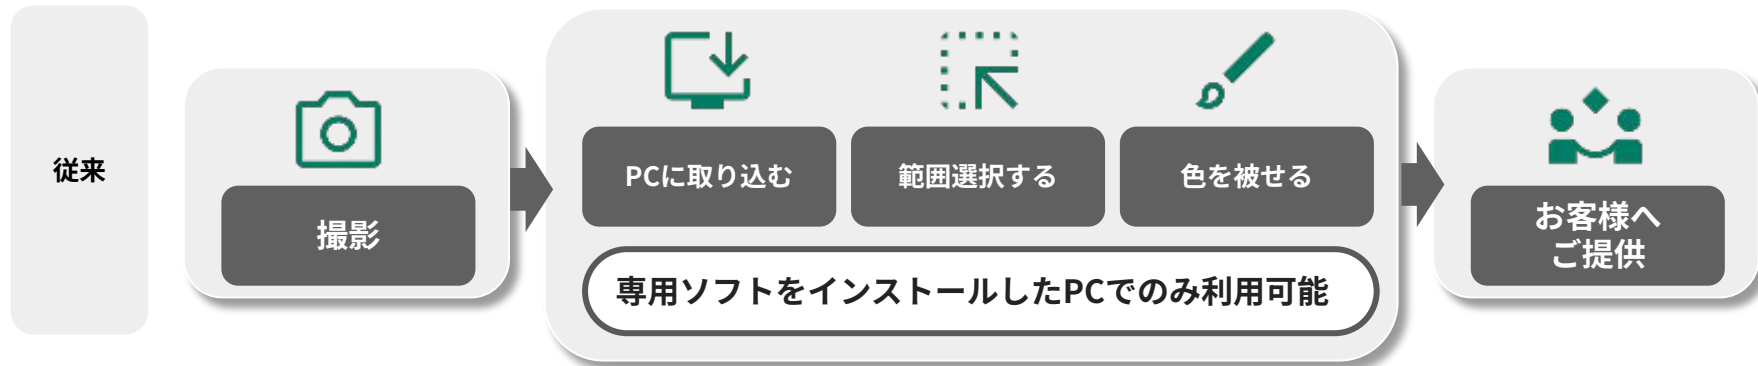 従来
撮影
PCに取り込む
範囲選択する
色を被せる
専用ソフトをインストールしたPCでのみ利用可能
お客様へ
ご提供